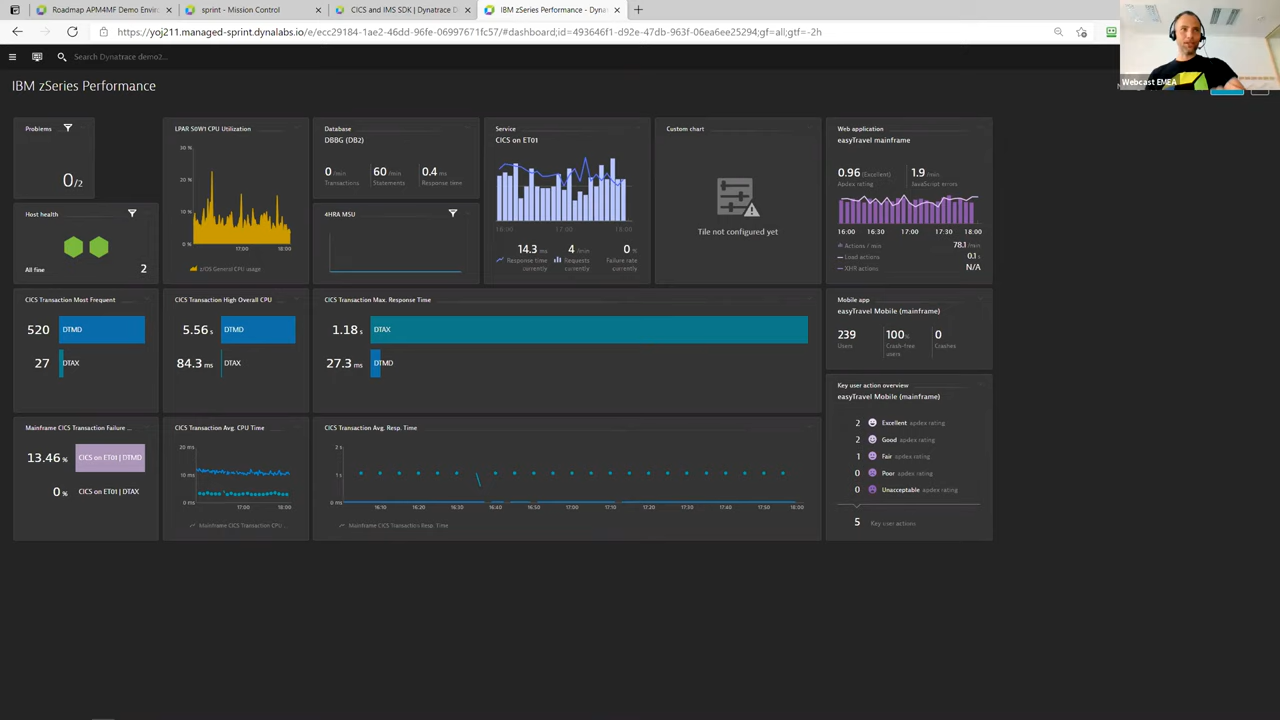 Roadmap APM4MF Demo Envir
sprint - Mission Control
CICS and IMS SDK | Dynatrace D
IBM zSeries Performance - Dyna
https://yoj211.managed-sprint.dynalabs.io/e/ecc29184-1ae2-46dd-96fe-06997671fc57/#dashboard;id=493646f1-d92e-47db-963f-06ea6ee25294;gf=all;gtf=-2h
Search Dynatrace demo2...
Webcast EMEA
IBM zSeries Performance
Problems
0/2
Host health
All fine
2
LPAR S0W1 CPU Utilization
30 %
20 %
10 %
0 %
17:00
18:00
z/OS General CPU usage
Database
DBBG (DB2)
0 /min
60 /min
0.4 ms
Transactions
Statements
Response time
4HRA MSU
Service
CICS on ET01
16:00
17:00
18:00
14.3 ms
4 /min
0 %
Response time currently
Requests currently
Failure rate currently
Custom chart
Tile not configured yet
Web application
easyTravel mainframe
0.96 (Excellent)
1.9 /min
Apdex rating
JavaScript errors
16:00 16:30 17:00 17:30 18:00
Actions / min 78.1 /min
Load actions 0.1 s
XHR actions N/A
CICS Transaction Most Frequent
520 DTMD
27 DTAX
CICS Transaction High Overall CPU
5.56 s DTMD
84.3 ms DTAX
CICS Transaction Max. Response Time
1.18 s DTAX
27.3 ms DTMD
Mobile app
easyTravel Mobile (mainframe)
239
100 %
0
Users
Crash-free users
Crashes
Key user action overview
easyTravel Mobile (mainframe)
2 Excellent apdex rating
2 Good apdex rating
1 Fair apdex rating
0 Poor apdex rating
0 Unacceptable apdex rating
5 Key user actions
Mainframe CICS Transaction Failure ...
13.46 % CICS on ET01 | DTMD
0 % CICS on ET01 | DTAX
CICS Transaction Avg. CPU Time
20 ms
10 ms
0 ms
17:00
18:00
Mainframe CICS Transaction CPU ...
CICS Transaction Avg. Resp. Time
2 s
1 s
0 ms
16:10 16:20 16:30 16:40 16:50 17:00 17:10 17:20 17:30 17:40 17:50 18:00
Mainframe CICS Transaction Resp. Time